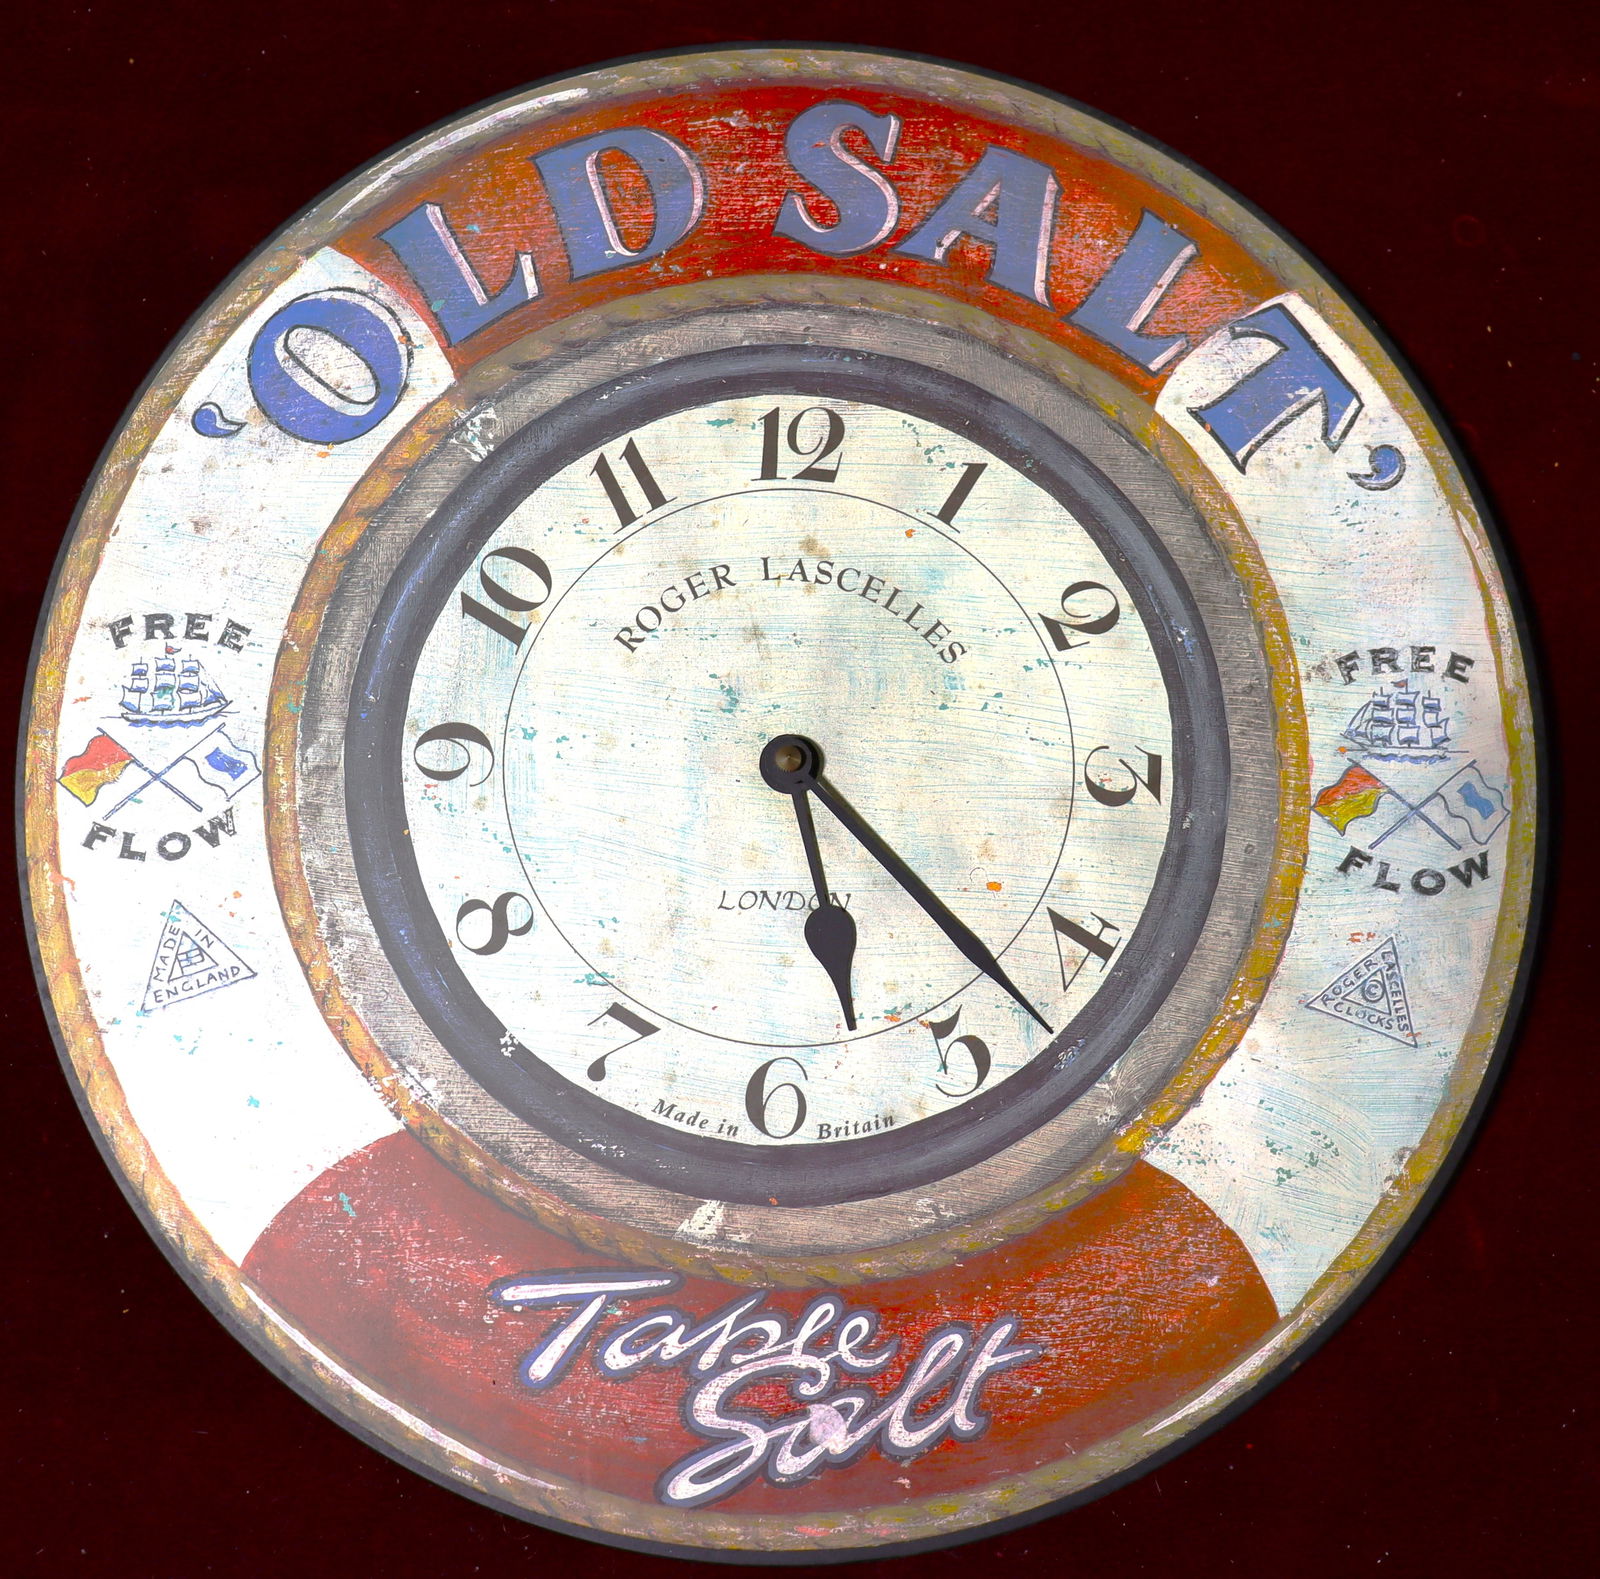 'OLD SALT'
12
11
1
10
2
ROGER LASCELLES
FREE
FLOW
FREE
FLOW
9
3
LONDON
8
4
MADE IN ENGLAND
ROGER LASCELLES CLOCKS ©
7
5
6
Made in Britain
Table
Salt